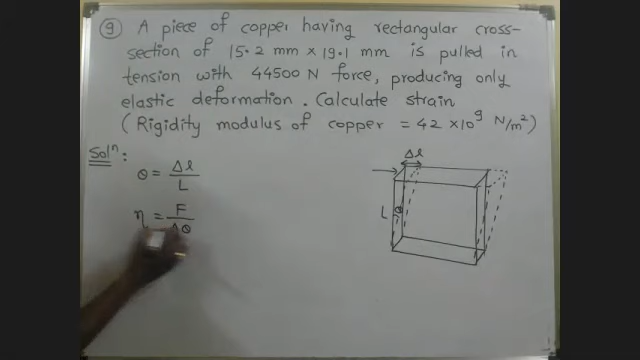 9 A piece of copper having rectangular cross-
section of 15.2 mm × 19.1 mm is pulled in
tension with 44500 N force, producing only
elastic deformation. Calculate strain
(Rigidity modulus of copper = 42 × 10⁹ N/m²)
Solⁿ:
θ = Δl / L
η = F / Aθ
Δl
L θ